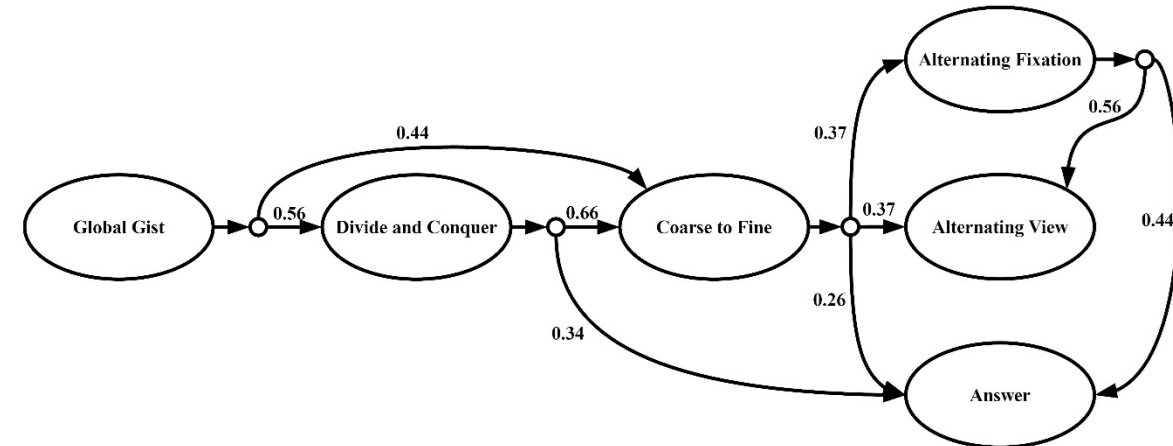 Global Gist
0.56
0.44
Divide and Conquer
0.66
0.34
Coarse to Fine
0.37
0.37
0.26
Alternating Fixation
0.56
0.44
Alternating View
Answer